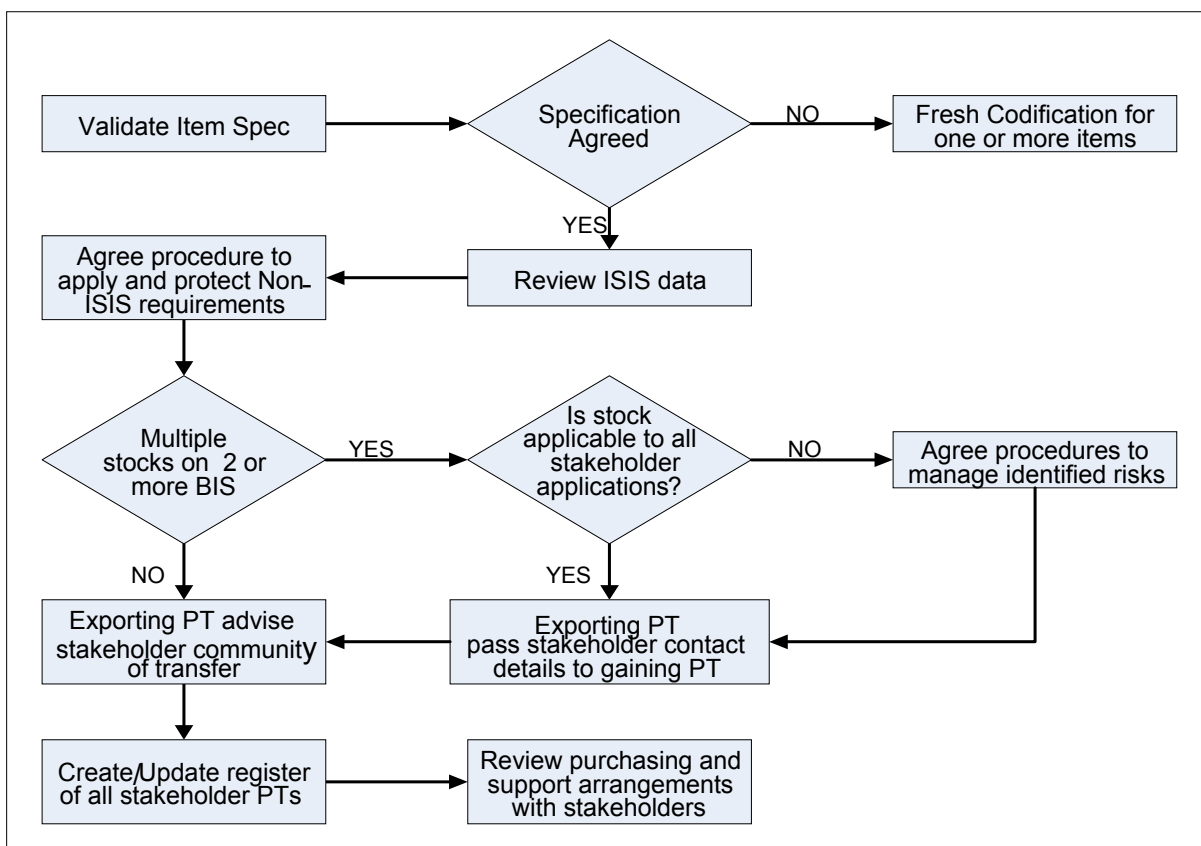 Validate Item Spec
Specification
Agreed
NO
Fresh Codification for
one or more items
YES
Agree procedure to
apply and protect Non-
ISIS requirements
Review ISIS data
Multiple
stocks on 2 or
more BIS
YES
Is stock
applicable to all
stakeholder
applications?
NO
Agree procedures to
manage identified risks
NO
YES
Exporting PT advise
stakeholder community
of transfer
Exporting PT
pass stakeholder contact
details to gaining PT
Create/Update register
of all stakeholder PTs
Review purchasing and
support arrangements
with stakeholders